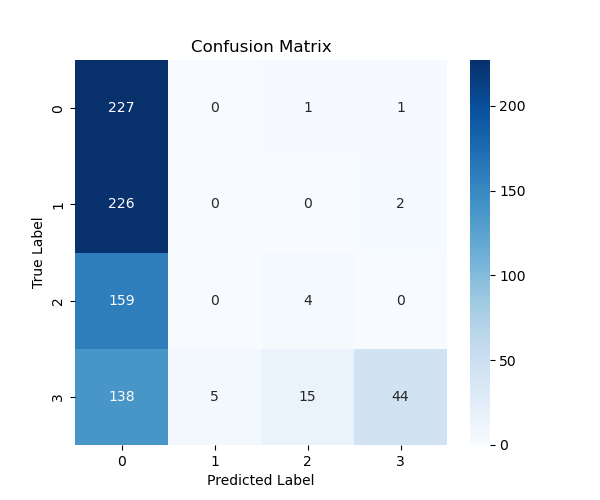 Confusion Matrix
0 227 0 1 1
1 226 0 0 2
2 159 0 4 0
3 138 5 15 44
0 1 2 3
Predicted Label
True Label
200
150
100
50
0